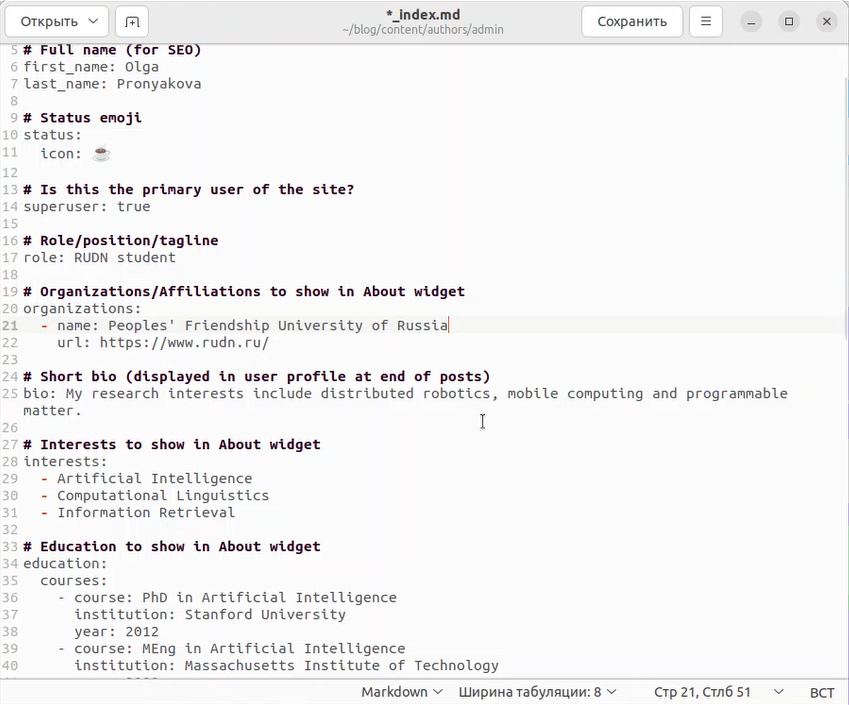 Открыть
*_index.md
~/blog/content/authors/admin
Сохранить
5 # Full name (for SEO)
6 first_name: Olga
7 last_name: Pronyakova
8
9 # Status emoji
10 status:
11   icon: ☕
12
13 # Is this the primary user of the site?
14 superuser: true
15
16 # Role/position/tagline
17 role: RUDN student
18
19 # Organizations/Affiliations to show in About widget
20 organizations:
21   - name: Peoples' Friendship University of Russia
22     url: https://www.rudn.ru/
23
24 # Short bio (displayed in user profile at end of posts)
25 bio: My research interests include distributed robotics, mobile computing and programmable
matter.
26
27 # Interests to show in About widget
28 interests:
29   - Artificial Intelligence
30   - Computational Linguistics
31   - Information Retrieval
32
33 # Education to show in About widget
34 education:
35   courses:
36     - course: PhD in Artificial Intelligence
37       institution: Stanford University
38       year: 2012
39     - course: MEng in Artificial Intelligence
40       institution: Massachusetts Institute of Technology
Markdown Ширина табуляции: 8 Стр 21, Стлб 51 ВСТ